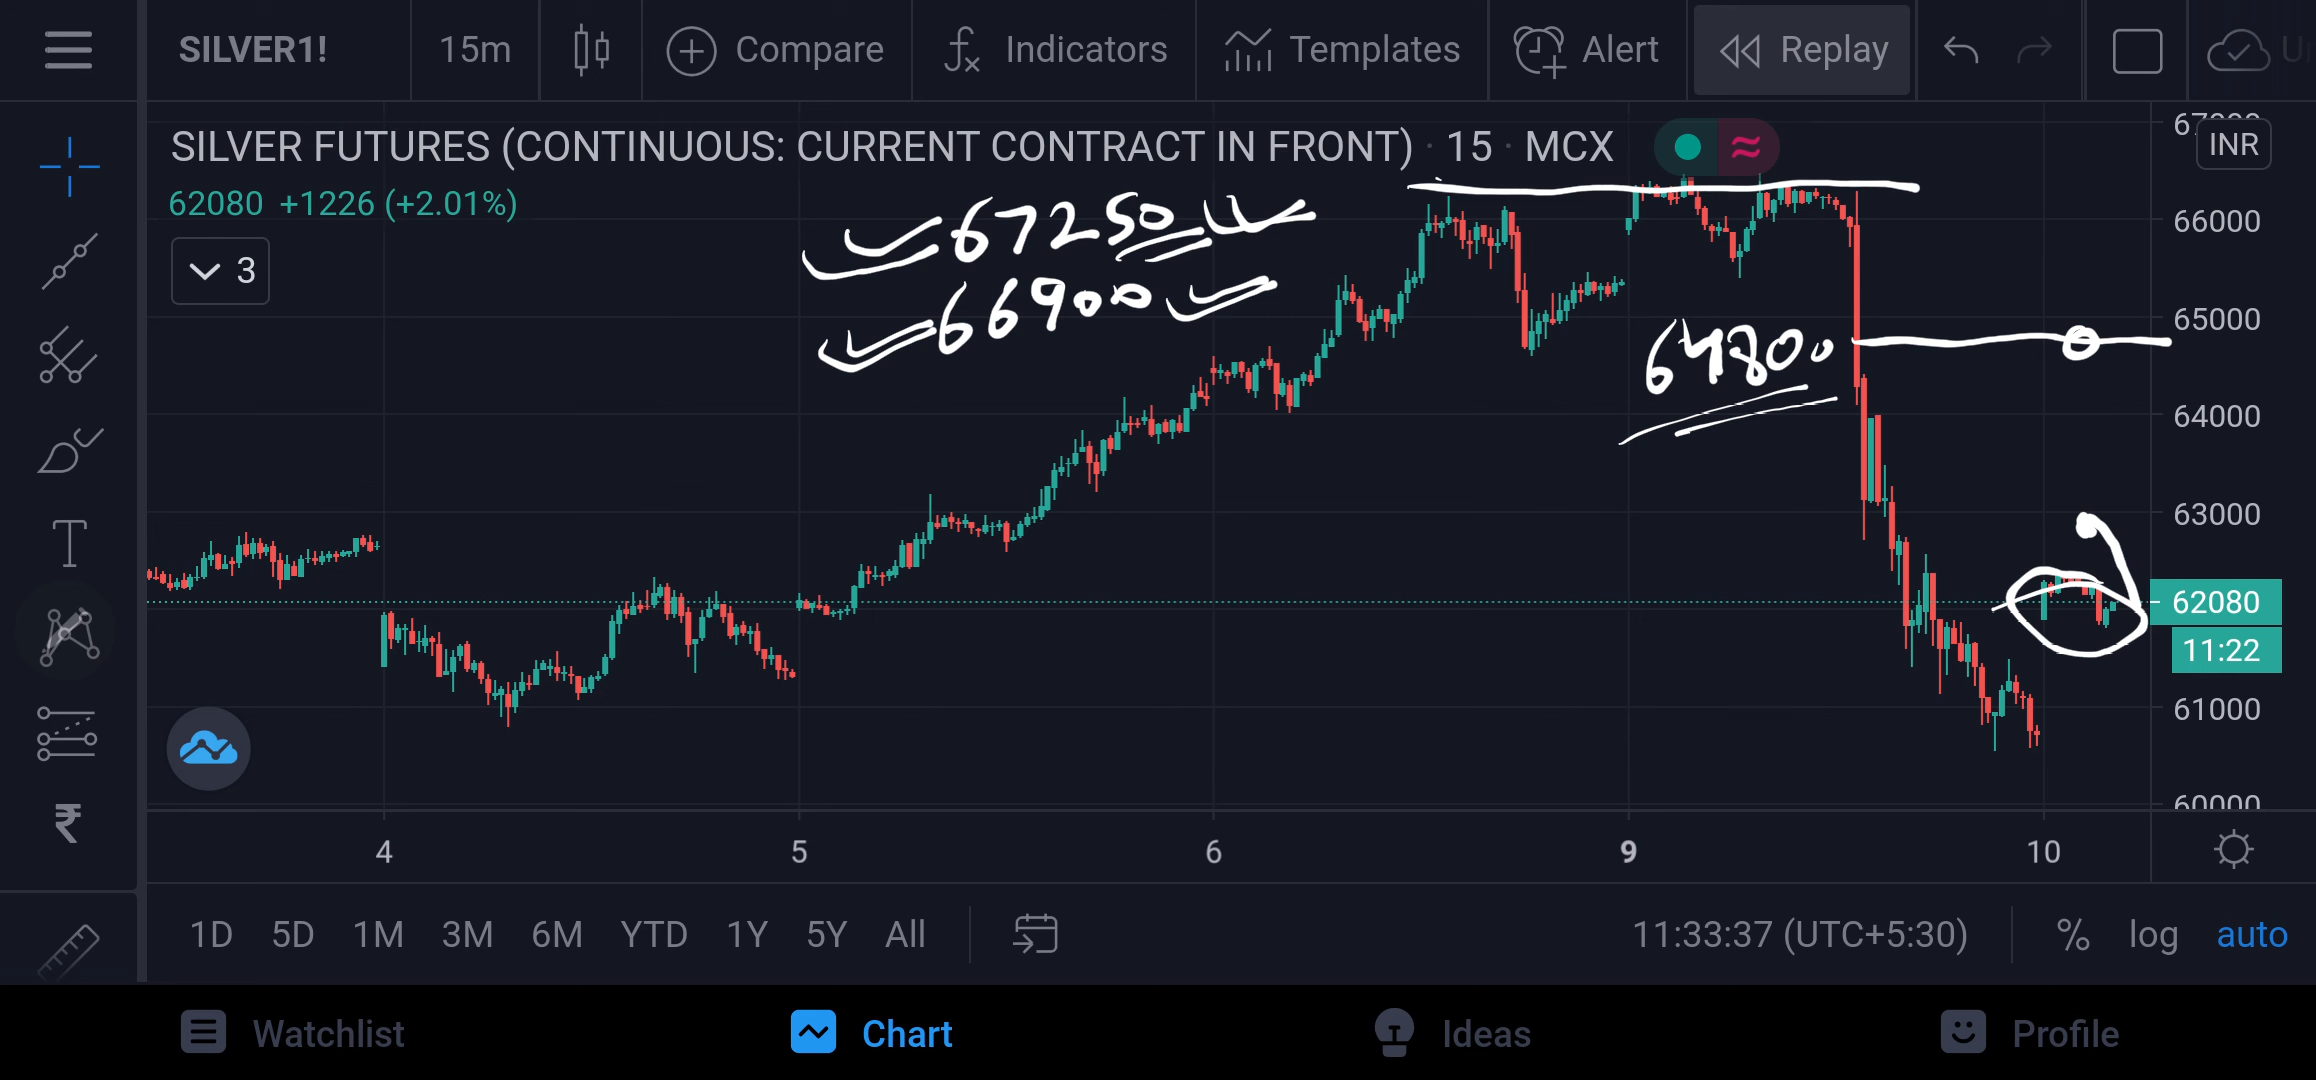 SILVER1! 15m Compare Indicators Templates Alert Replay
67000
SILVER FUTURES (CONTINUOUS: CURRENT CONTRACT IN FRONT) · 15 · MCX
INR
62080 +1226 (+2.01%)
67250
66000
3
66900
65000
64800
64000
63000
62080
11:22
61000
60000
4 5 6 9 10
1D 5D 1M 3M 6M YTD 1Y 5Y All 11:33:37 (UTC+5:30) % log auto
Watchlist Chart Ideas Profile